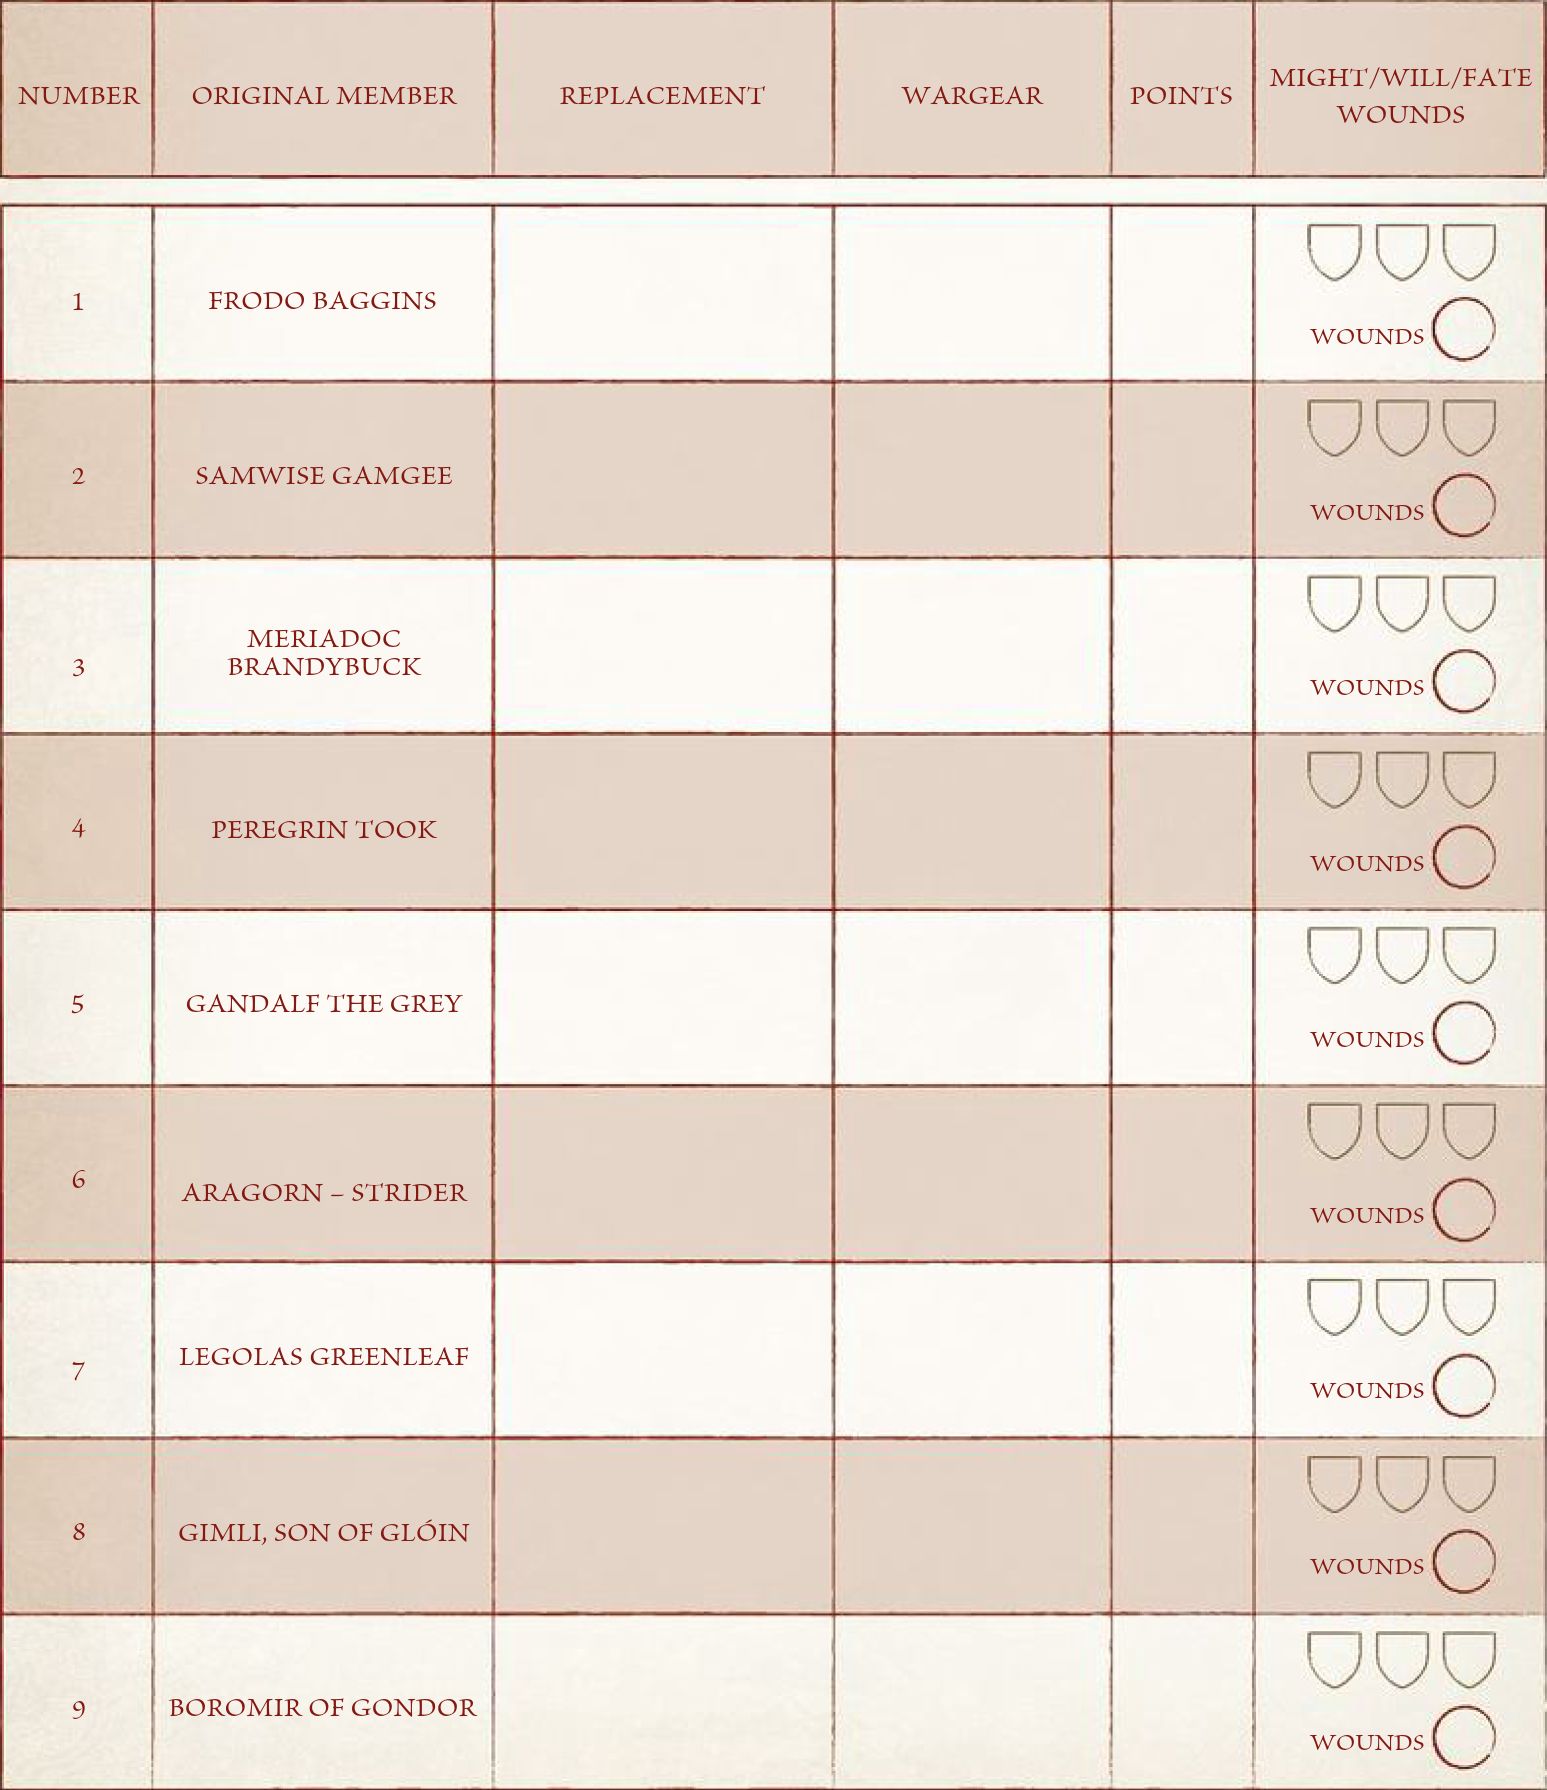 NUMBER ORIGINAL MEMBER REPLACEMENT WARGEAR POINTS MIGHT/WILL/FATE
WOUNDS
1 FRODO BAGGINS WOUNDS
2 SAMWISE GAMGEE WOUNDS
MERIADOC
3 BRANDYBUCK WOUNDS
4 PEREGRIN TOOK WOUNDS
5 GANDALF THE GREY WOUNDS
6 ARAGORN – STRIDER WOUNDS
7 LEGOLAS GREENLEAF WOUNDS
8 GIMLI, SON OF GLÓIN WOUNDS
9 BOROMIR OF GONDOR WOUNDS